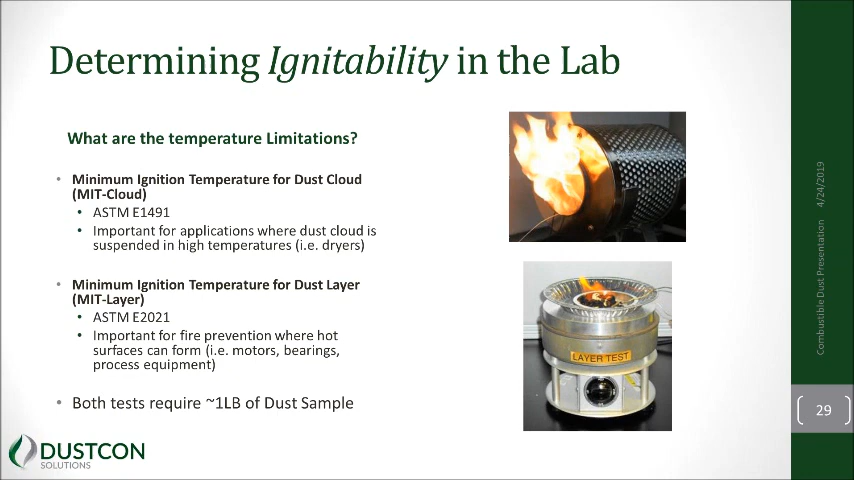 Determining Ignitability in the Lab
What are the temperature Limitations?
• Minimum Ignition Temperature for Dust Cloud
(MIT-Cloud)
• ASTM E1491
• Important for applications where dust cloud is
suspended in high temperatures (i.e. dryers)
• Minimum Ignition Temperature for Dust Layer
(MIT-Layer)
• ASTM E2021
• Important for fire prevention where hot
surfaces can form (i.e. motors, bearings,
process equipment)
• Both tests require ~1LB of Dust Sample
LAYER TEST
Combustible Dust Presentation 4/24/2019
29
DUSTCON
SOLUTIONS